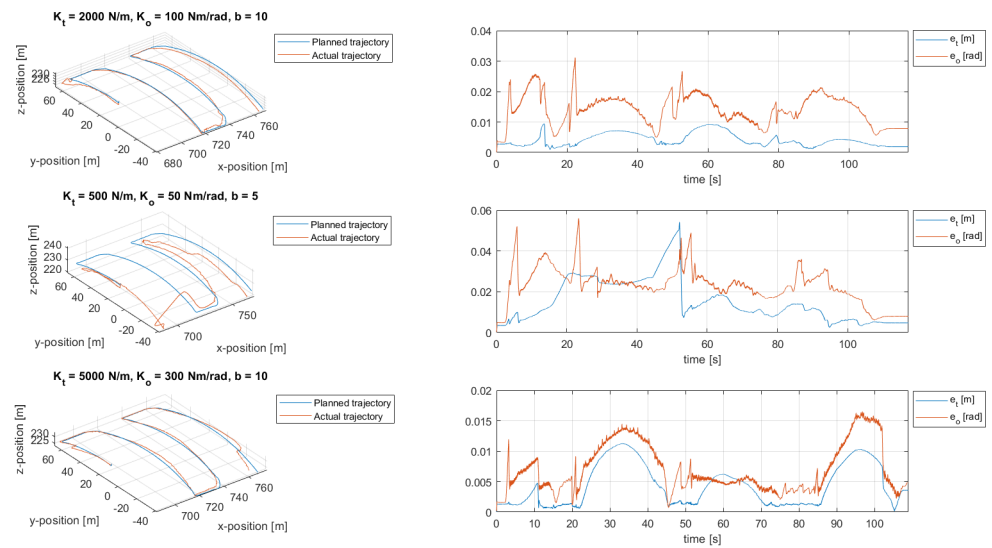 K_t = 2000 N/m, K_o = 100 Nm/rad, b = 10
Planned trajectory
Actual trajectory
z-position [m]
230
225
60
40
20
0
-20
-40
y-position [m]
680
700
720
740
760
x-position [m]
0.04
0.03
0.02
0.01
0
0
20
40
60
80
100
time [s]
e_t [m]
e_o [rad]
K_t = 500 N/m, K_o = 50 Nm/rad, b = 5
Planned trajectory
Actual trajectory
z-position [m]
240
230
220
60
40
20
0
-20
-40
y-position [m]
700
750
x-position [m]
0.06
0.04
0.02
0
0
20
40
60
80
100
time [s]
e_t [m]
e_o [rad]
K_t = 5000 N/m, K_o = 300 Nm/rad, b = 10
Planned trajectory
Actual trajectory
z-position [m]
230
225
60
40
20
0
-20
-40
y-position [m]
680
700
720
740
760
x-position [m]
0.02
0.015
0.01
0.005
0
0
10
20
30
40
50
60
70
80
90
100
time [s]
e_t [m]
e_o [rad]